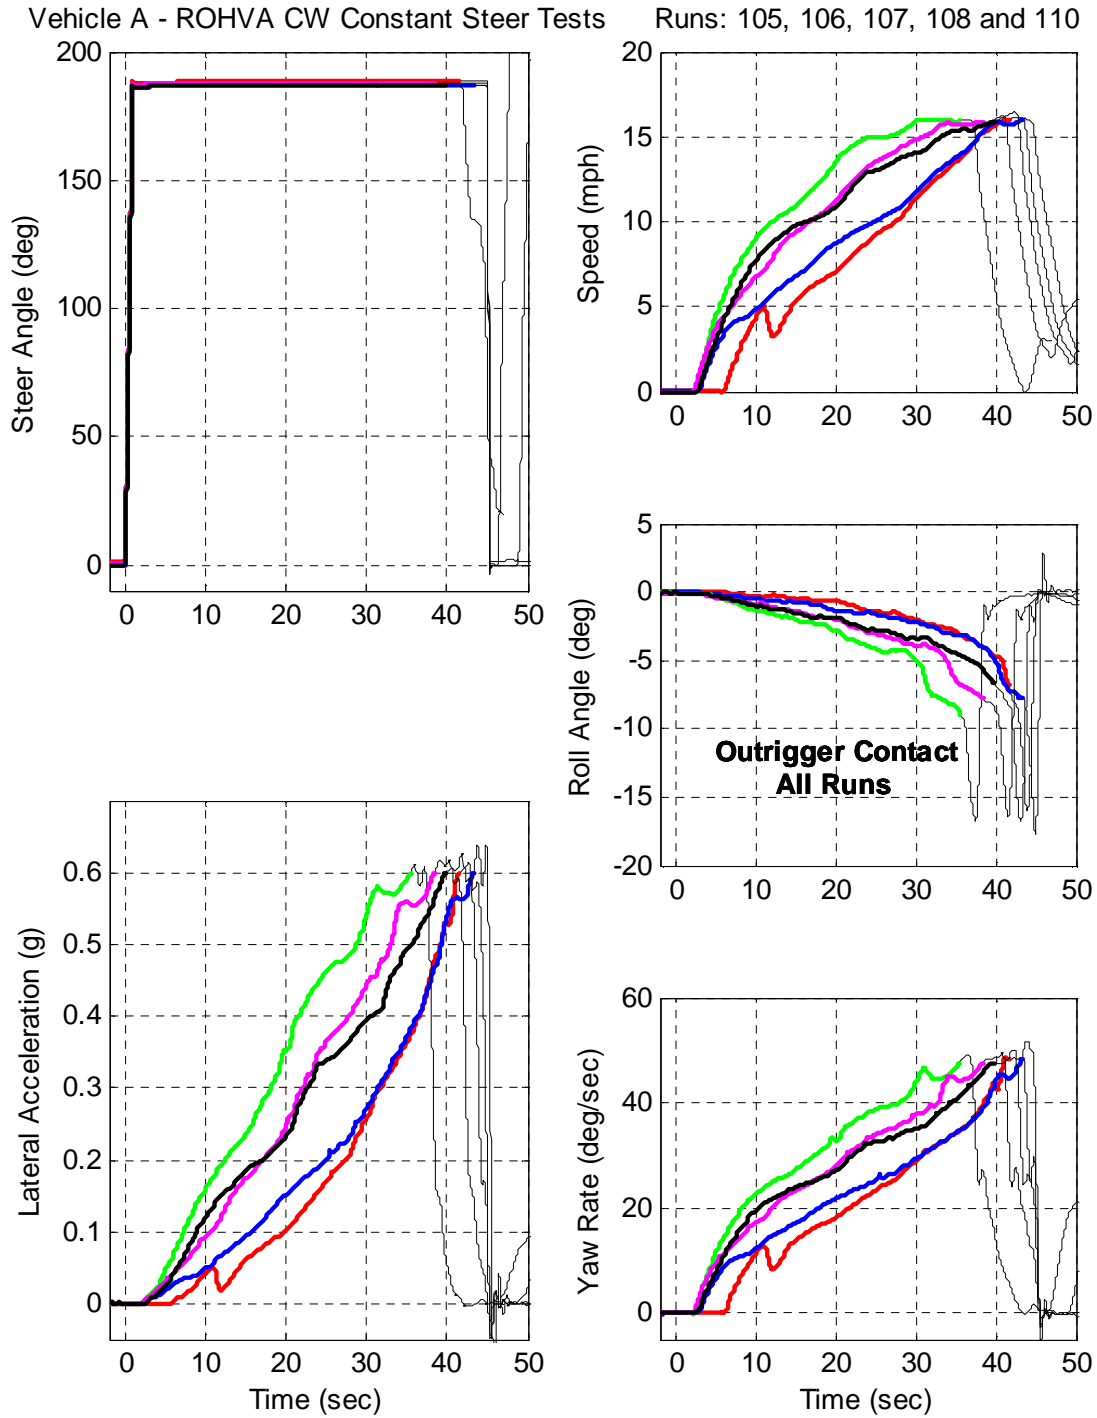 Vehicle A - ROHVA CW Constant Steer Tests Runs: 105, 106, 107, 108 and 110
200
150
100
50
0
Steer Angle (deg)
0 10 20 30 40 50
20
15
10
5
0
Speed (mph)
0 10 20 30 40 50
5
0
-5
-10
-15
-20
Roll Angle (deg)
Outrigger Contact
All Runs
0 10 20 30 40 50
0.6
0.5
0.4
0.3
0.2
0.1
0
Lateral Acceleration (g)
0 10 20 30 40 50
Time (sec)
60
40
20
0
Yaw Rate (deg/sec)
0 10 20 30 40 50
Time (sec)